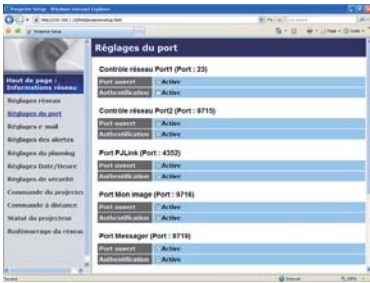 Projector Setup - Windows Internet Explorer
Projector Setup
Haut de page :
Informations réseau
Réglages réseau
Réglages du port
Réglages e-mail
Réglages des alertes
Réglages du planning
Réglages Date/Heure
Réglages de sécurité
Commande du projecteu
Commande à distance
Statut du projecteur
Redémarrage du réseau
Réglages du port
Contrôle réseau Port1 (Port : 23)
Port ouvert Active
Authentification Active
Contrôle réseau Port2 (Port : 9715)
Port ouvert Active
Authentification Active
Port PJLink (Port : 4352)
Port ouvert Active
Authentification Active
Port Mon image (Port : 9716)
Port ouvert Active
Authentification Active
Port Messager (Port : 9719)
Port ouvert Active
Authentification Active
Internet